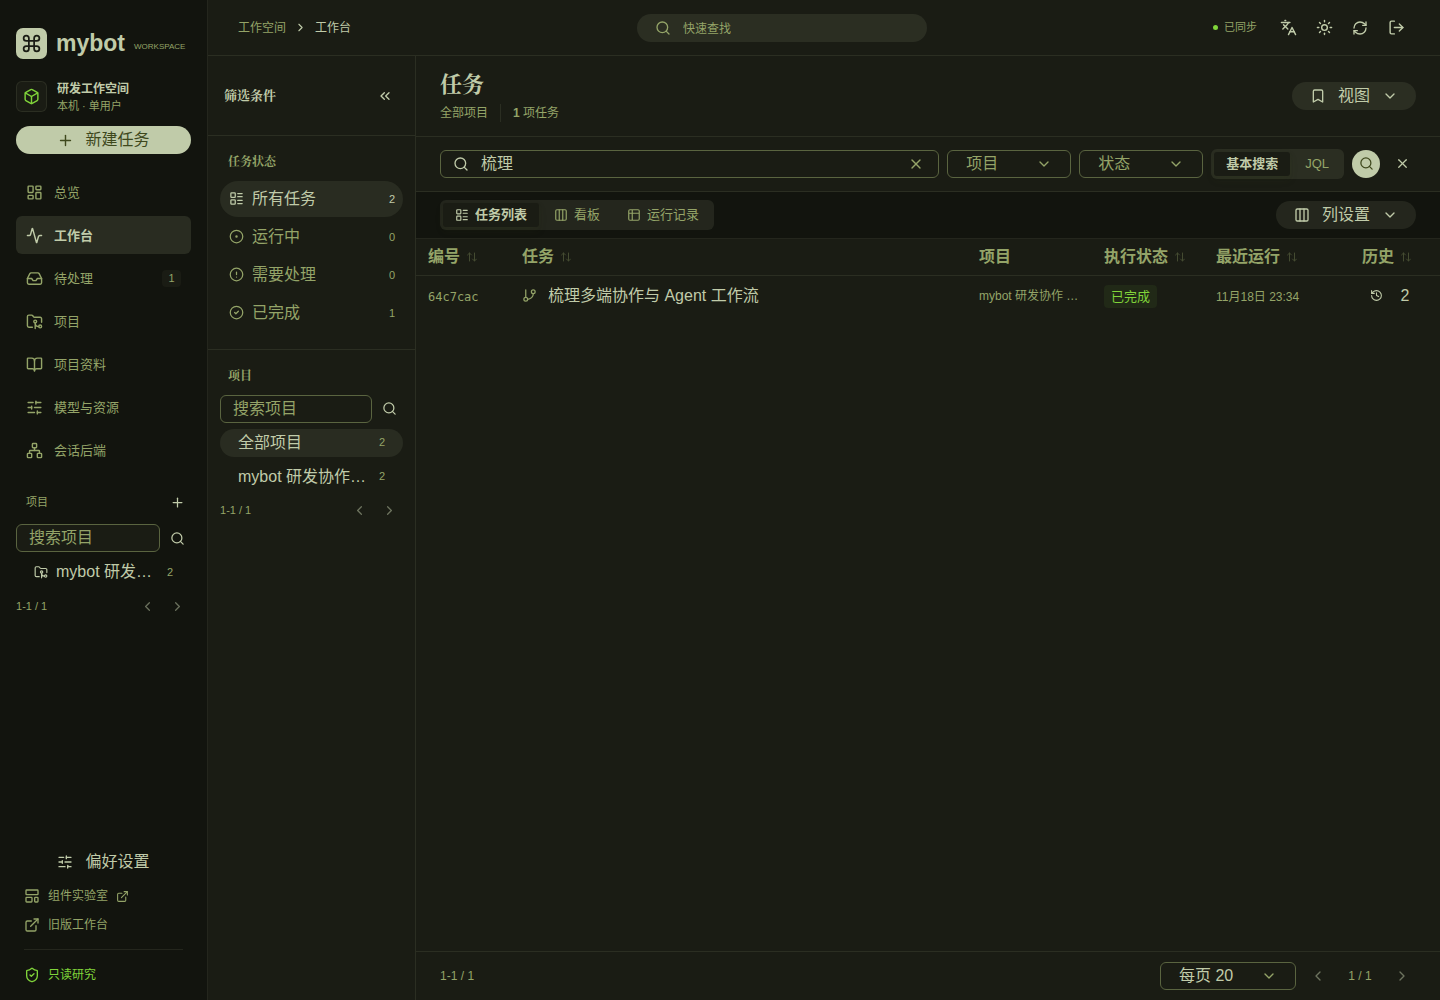 mybot WORKSPACE
研发工作空间
本机 · 单用户
新建任务
总览
工作台
待处理 1
项目
项目资料
模型与资源
会话后端
项目
搜索项目
mybot 研发… 2
1-1 / 1
偏好设置
组件实验室
旧版工作台
只读研究
工作空间 工作台
快速查找
已同步
筛选条件
任务状态
所有任务 2
运行中 0
需要处理 0
已完成 1
项目
搜索项目
全部项目 2
mybot 研发协作… 2
1-1 / 1
任务
全部项目 1 项任务
视图
梳理
项目
状态
基本搜索 JQL
任务列表 看板 运行记录
列设置
编号 任务 项目 执行状态 最近运行 历史
64c7cac 梳理多端协作与 Agent 工作流 mybot 研发协作 … 已完成 11月18日 23:34 2
1-1 / 1
每页 20
1 / 1